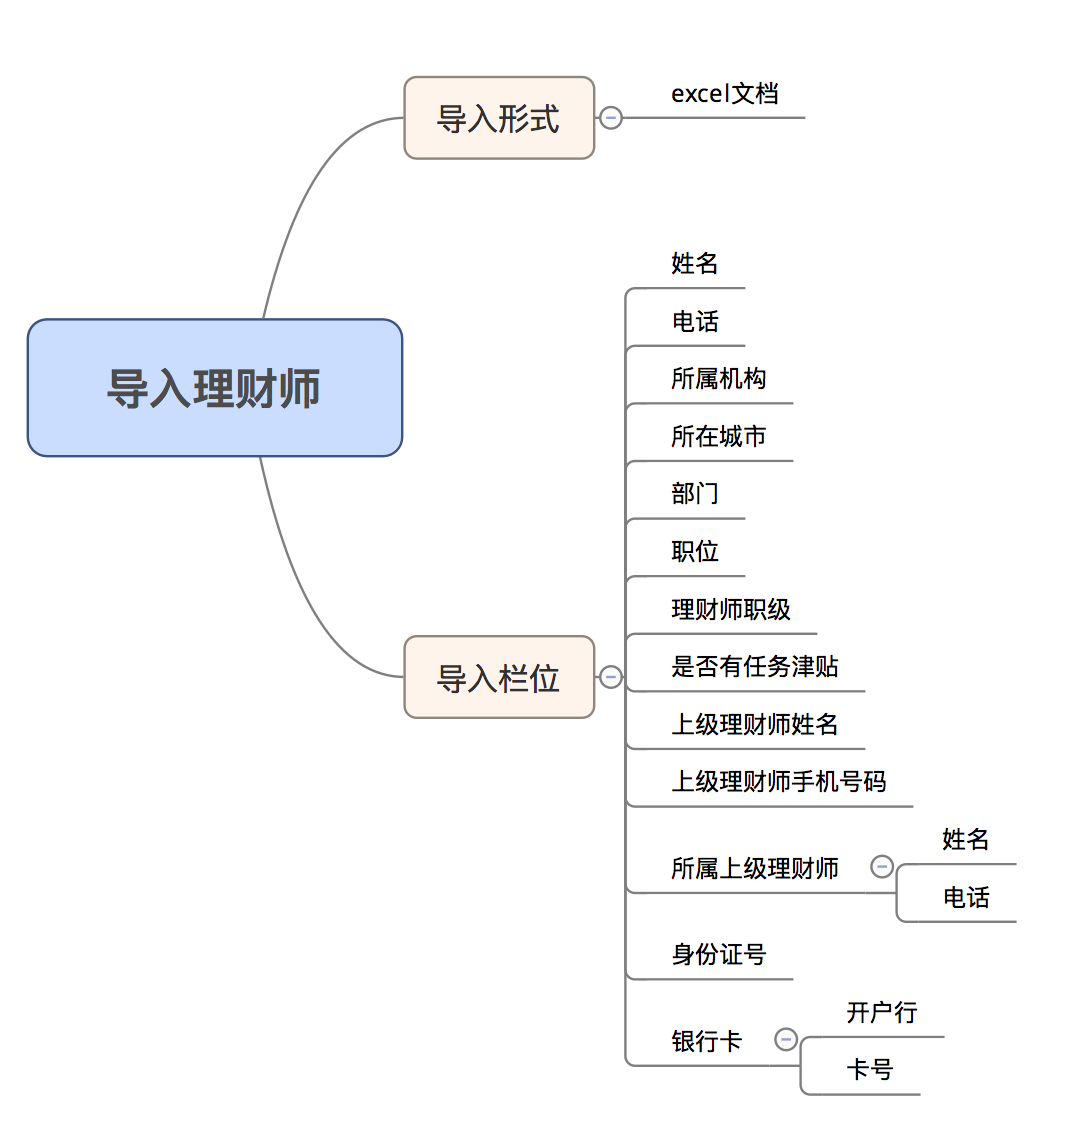 导入理财师
导入形式
excel文档
导入栏位
姓名
电话
所属机构
所在城市
部门
职位
理财师职级
是否有任务津贴
上级理财师姓名
上级理财师手机号码
所属上级理财师
姓名
电话
身份证号
银行卡
开户行
卡号